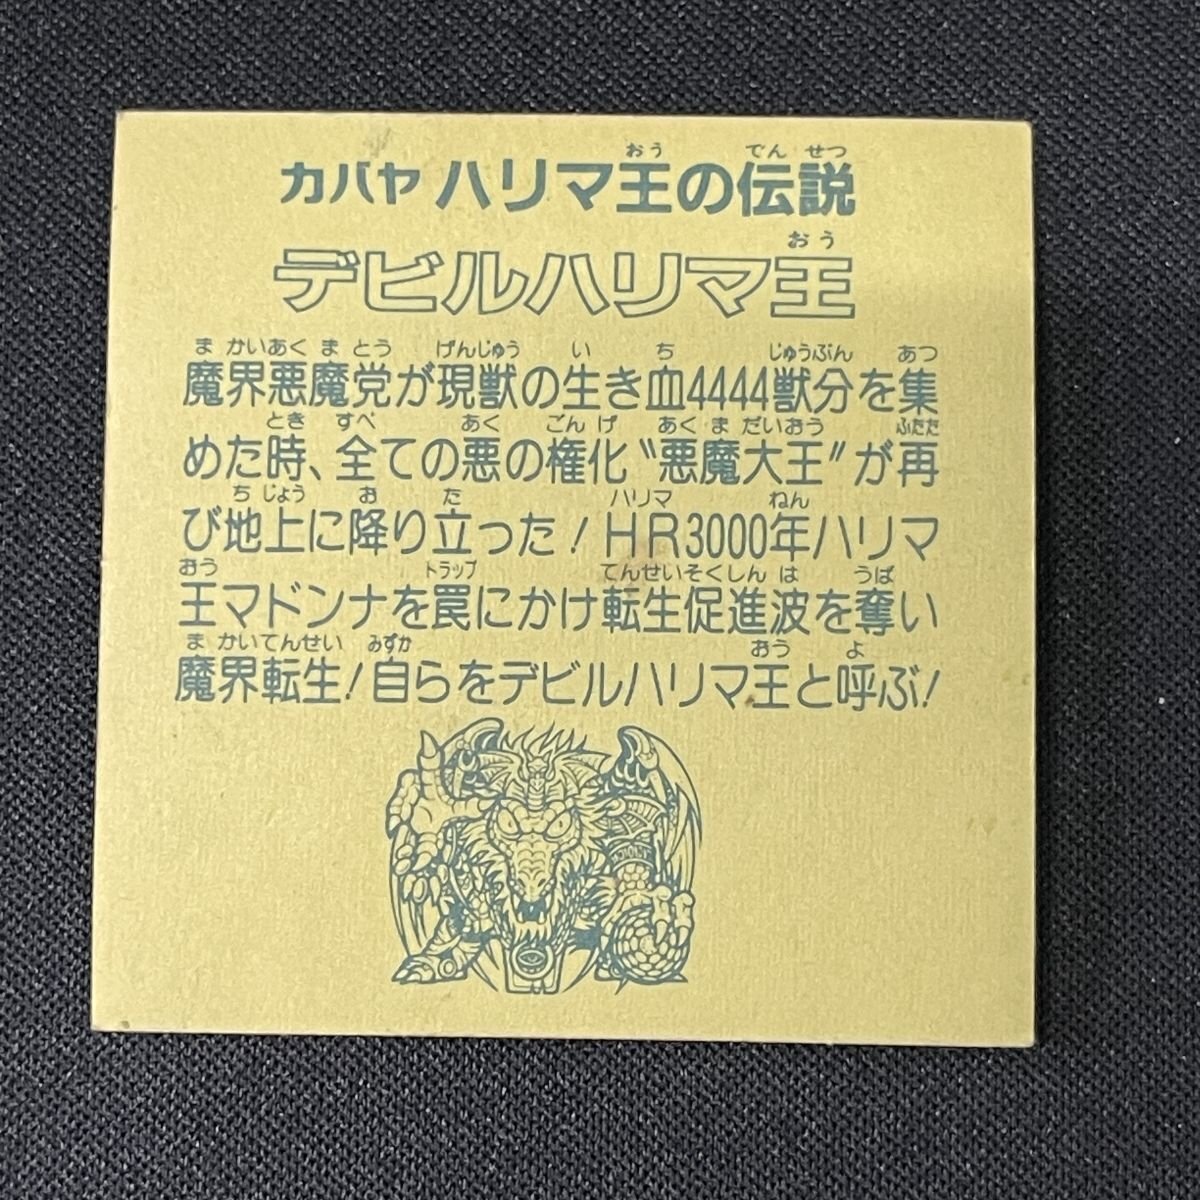 カバヤ ハリマ王の伝説
デビルハリマ王
魔界悪魔党が現獣の生き血4444獣分を集
めた時、全ての悪の権化“悪魔大王”が再
び地上に降り立った!HR3000年ハリマ
王マドンナを罠にかけ転生促進波を奪い
魔界転生!自らをデビルハリマ王と呼ぶ!